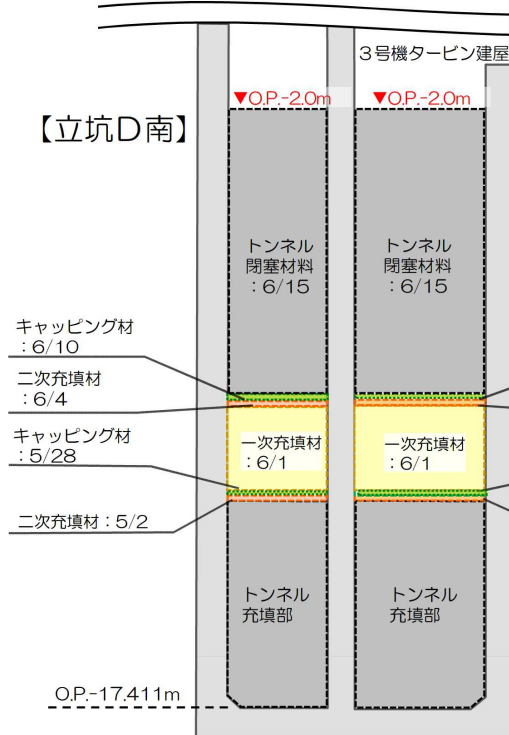 3号機タービン建屋
▼O.P.-2.0m
▼O.P.-2.0m
【立坑D南】
トンネル
閉塞材料
:6/15
トンネル
閉塞材料
:6/15
キャッピング材
:6/10
二次充填材
:6/4
キャッピング材
:5/28
二次充填材:5/2
一次充填材
:6/1
一次充填材
:6/1
トンネル
充填部
トンネル
充填部
O.P.-17.411m